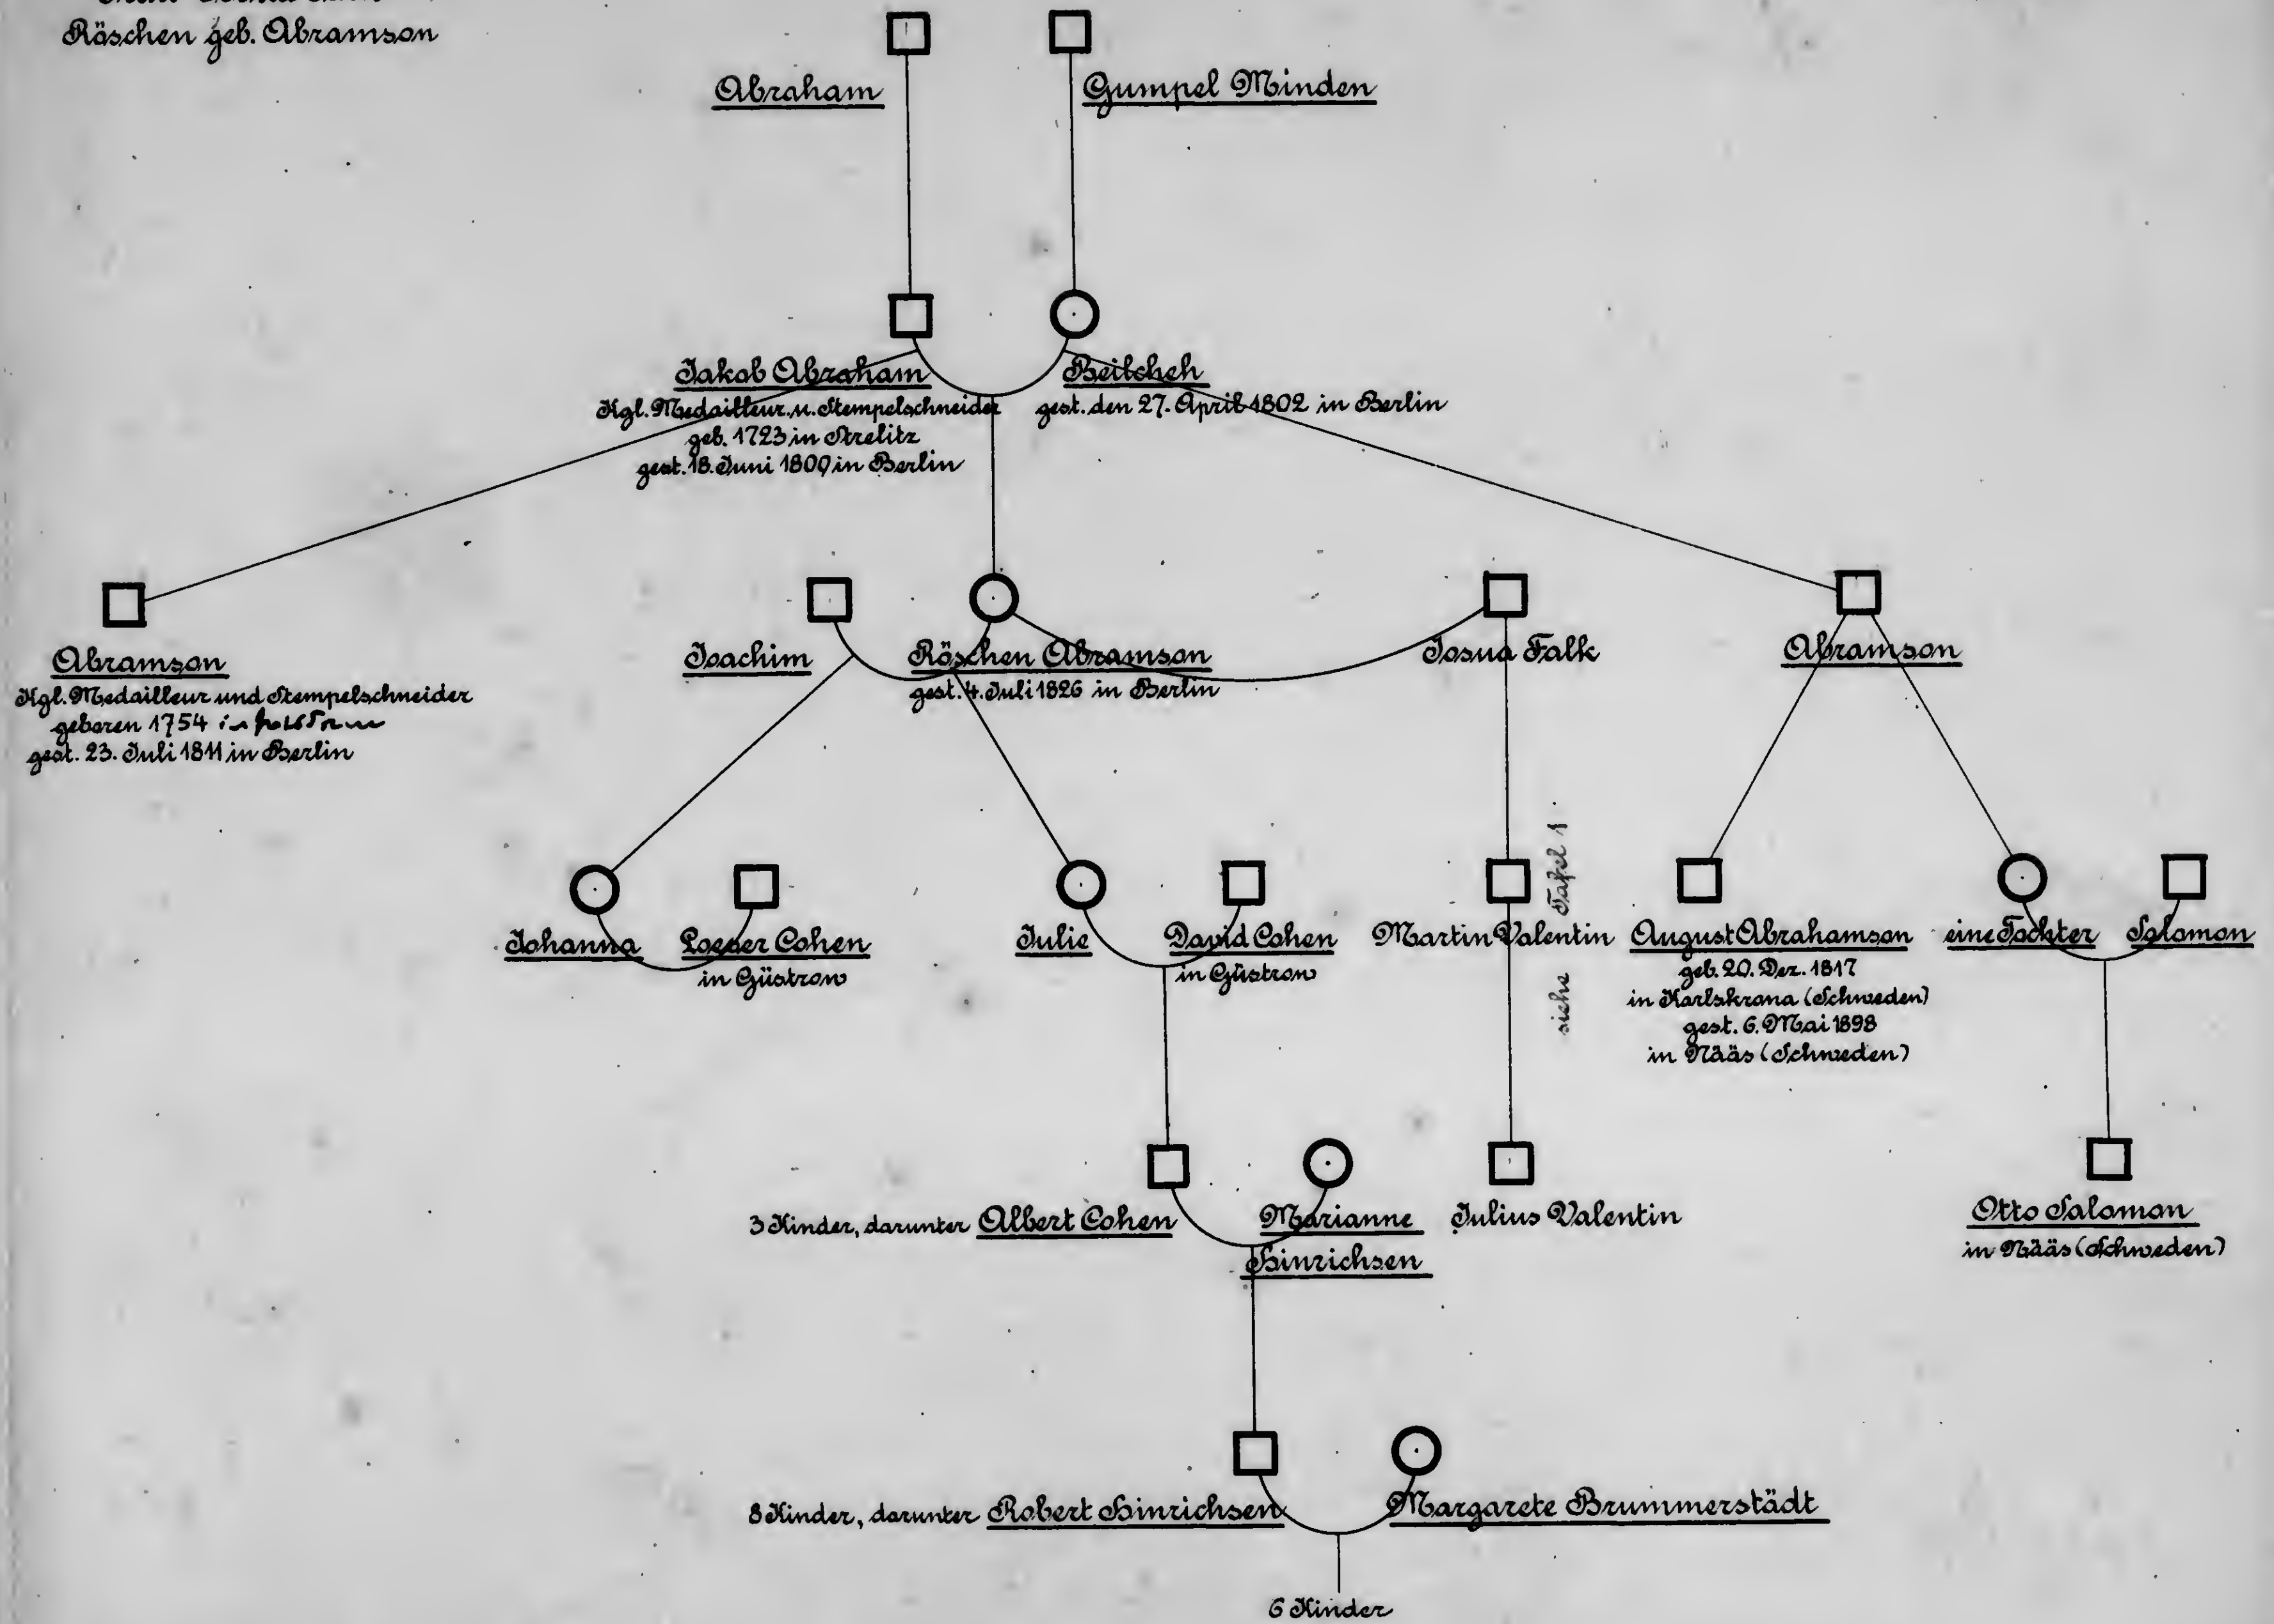 Röschen geb. Abramson
Abraham
Gumpel Minden
Jakob Abraham
Kgl. Medailleur u. Stempelschneider
geb. 1723 in Strelitz
gest. 18. Juni 1800 in Berlin
Beilcheh
gest. den 27. April 1802 in Berlin
Abramson
Kgl. Medailleur und Stempelschneider
geboren 1754 in
gest. 23. Juli 1811 in Berlin
Joachim
Röschen Abramson
gest. 4. Juli 1826 in Berlin
Josua Falk
Abramson
Johanna
Loeser Cohen
in Güstrow
Julie
David Cohen
in Güstrow
Martin Valentin
siehe Tafel 1
August Abrahamson
geb. 20. Dez. 1817
in Karlskrona (Schweden)
gest. 6. Mai 1898
in Nääs (Schweden)
eine Tochter
Salomon
3 Kinder, darunter Albert Cohen
Marianne
Hinrichsen
Julius Valentin
Otto Salomon
in Nääs (Schweden)
8 Kinder, darunter Robert Hinrichsen
Margarete Brummerstädt
6 Kinder